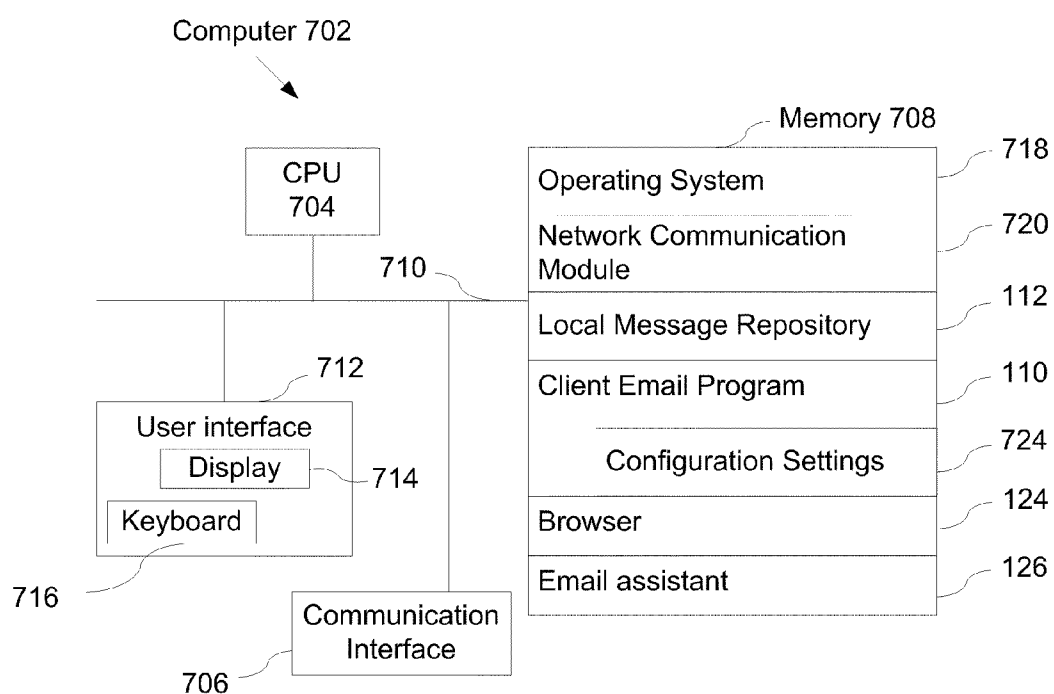 Computer 702
Memory 708
CPU
704
Operating System
718
Network Communication
Module
720
710
Local Message Repository
112
Client Email Program
110
712
User interface
Display
714
Keyboard
716
Configuration Settings
724
Browser
124
Email assistant
126
Communication
Interface
706